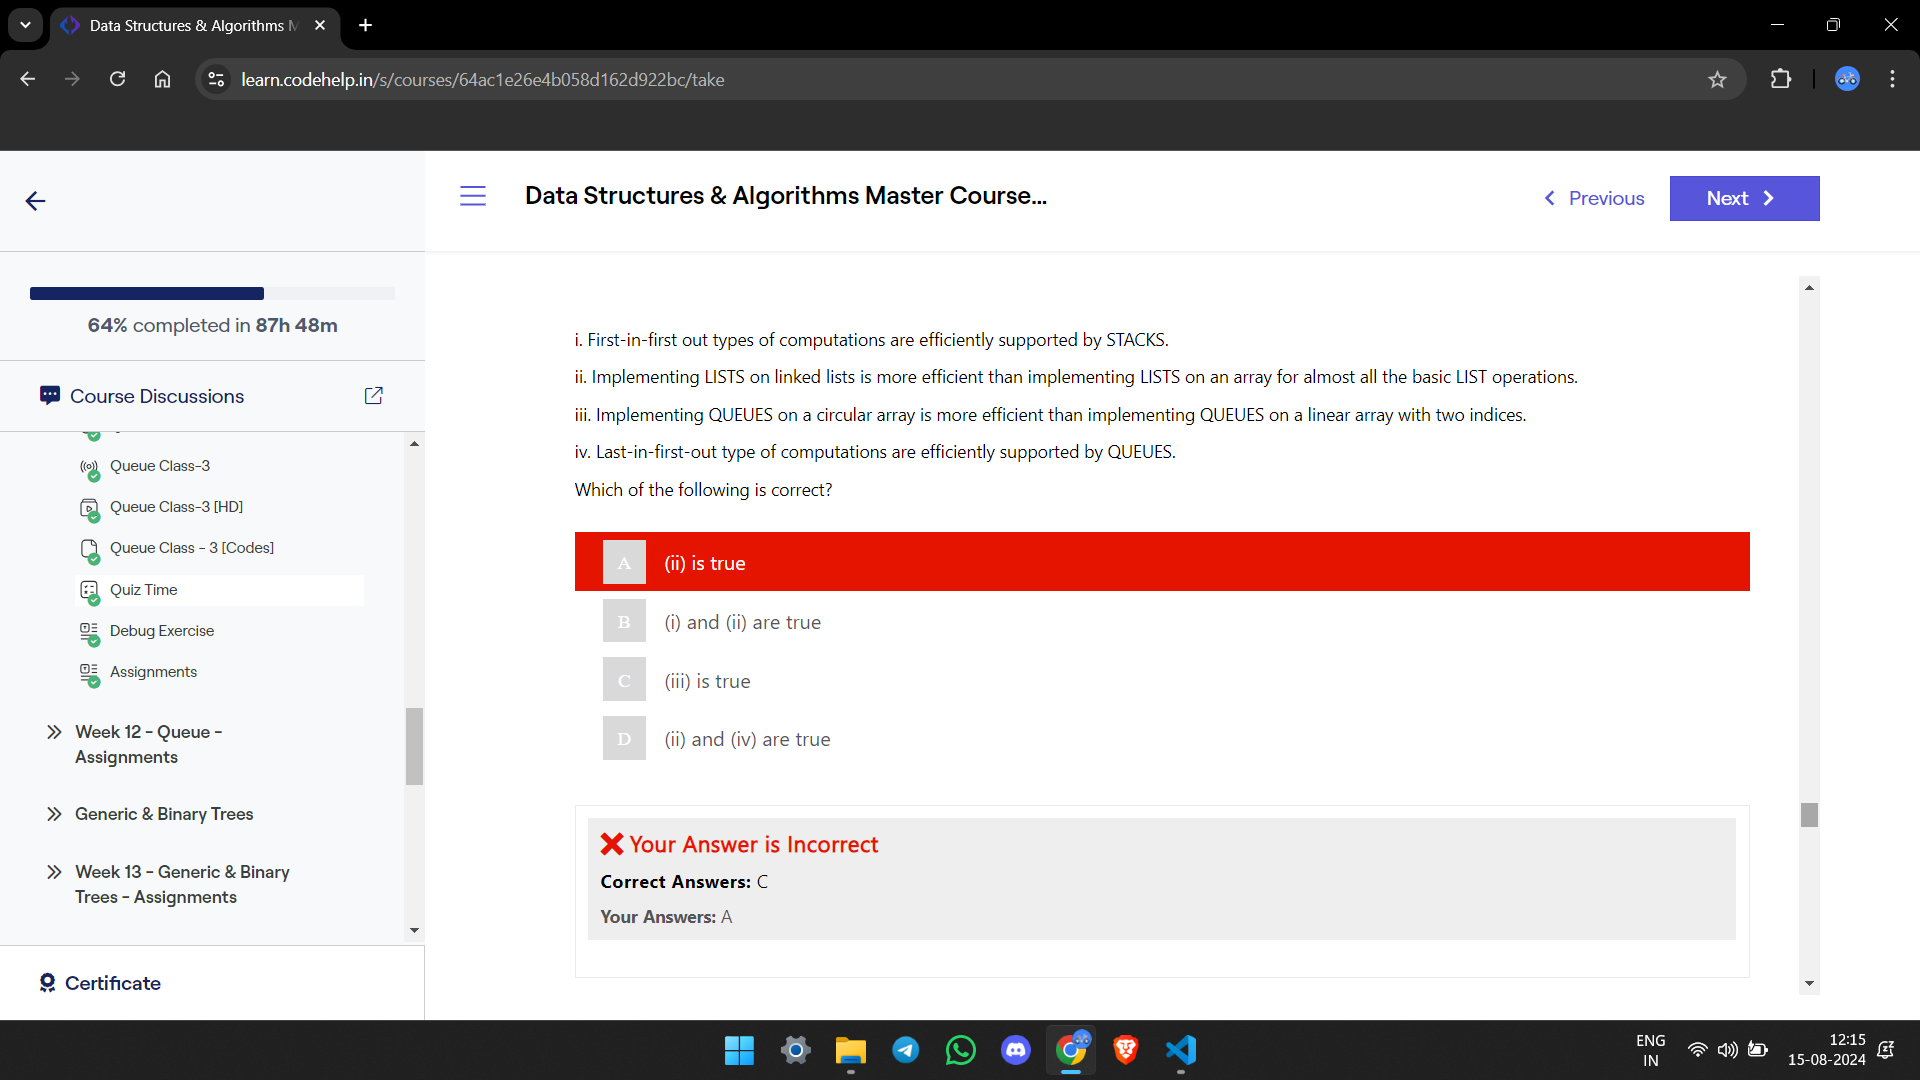 Data Structures & Algorithms M
learn.codehelp.in/s/courses/64ac1e26e4b058d162d922bc/take
Data Structures & Algorithms Master Course...
Previous
Next
64% completed in 87h 48m
Course Discussions
Queue Class-3
Queue Class-3 [HD]
Queue Class - 3 [Codes]
Quiz Time
Debug Exercise
Assignments
Week 12 - Queue -
Assignments
Generic & Binary Trees
Week 13 - Generic & Binary
Trees - Assignments
Certificate
i. First-in-first out types of computations are efficiently supported by STACKS.
ii. Implementing LISTS on linked lists is more efficient than implementing LISTS on an array for almost all the basic LIST operations.
iii. Implementing QUEUES on a circular array is more efficient than implementing QUEUES on a linear array with two indices.
iv. Last-in-first-out type of computations are efficiently supported by QUEUES.
Which of the following is correct?
A (ii) is true
B (i) and (ii) are true
C (iii) is true
D (ii) and (iv) are true
Your Answer is Incorrect
Correct Answers: C
Your Answers: A
ENG
IN
12:15
15-08-2024